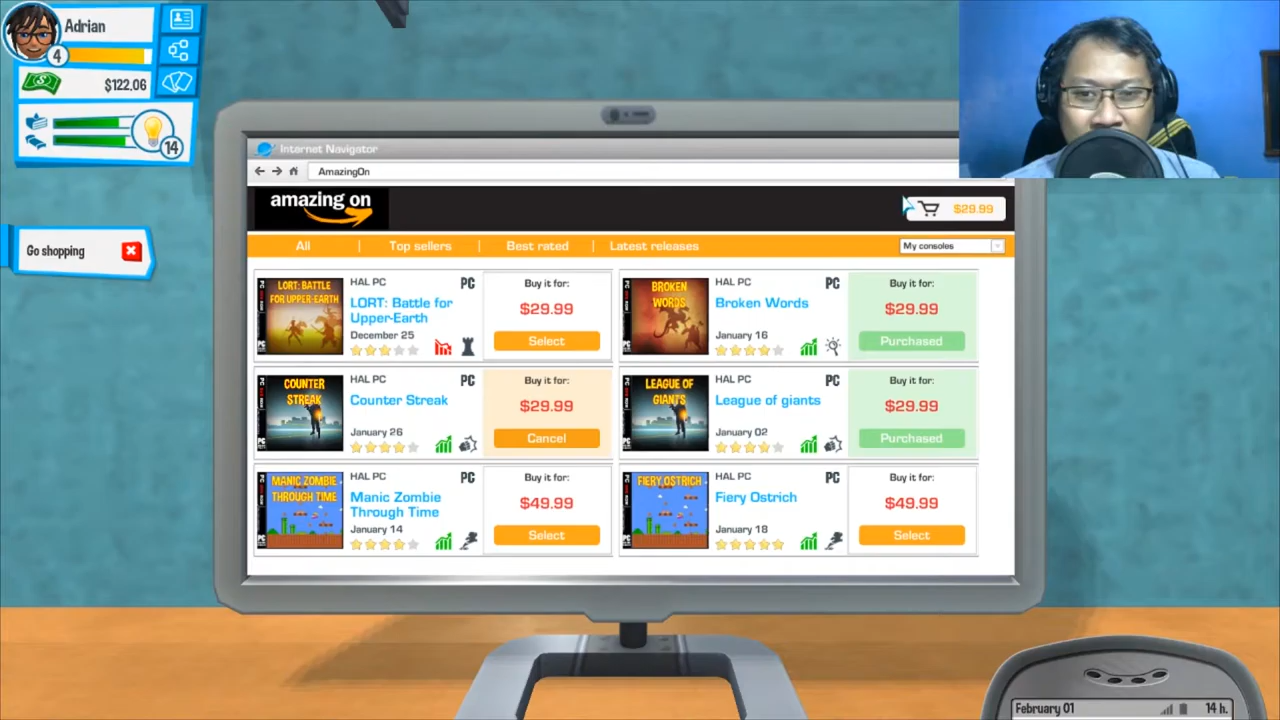 Adrian
4
$122.06
14
Go shopping
Internet Navigator
AmazingOn
amazing on
$29.99
All | Top sellers | Best rated | Latest releases
My consoles
LORT: BATTLE
FOR UPPER-EARTH
PC
HAL PC
PC
LORT: Battle for
Upper-Earth
December 25
Buy it for:
$29.99
Select
BROKEN
WORDS
PC
HAL PC
PC
Broken Words
January 16
Buy it for:
$29.99
Purchased
COUNTER
STREAK
PC
HAL PC
PC
Counter Streak
January 26
Buy it for:
$29.99
Cancel
LEAGUE OF
GIANTS
PC
HAL PC
PC
League of giants
January 02
Buy it for:
$29.99
Purchased
MANIC ZOMBIE
THROUGH TIME
PC
HAL PC
PC
Manic Zombie
Through Time
January 14
Buy it for:
$49.99
Select
FIERY OSTRICH
PC
HAL PC
PC
Fiery Ostrich
January 18
Buy it for:
$49.99
Select
February 01
14 h.